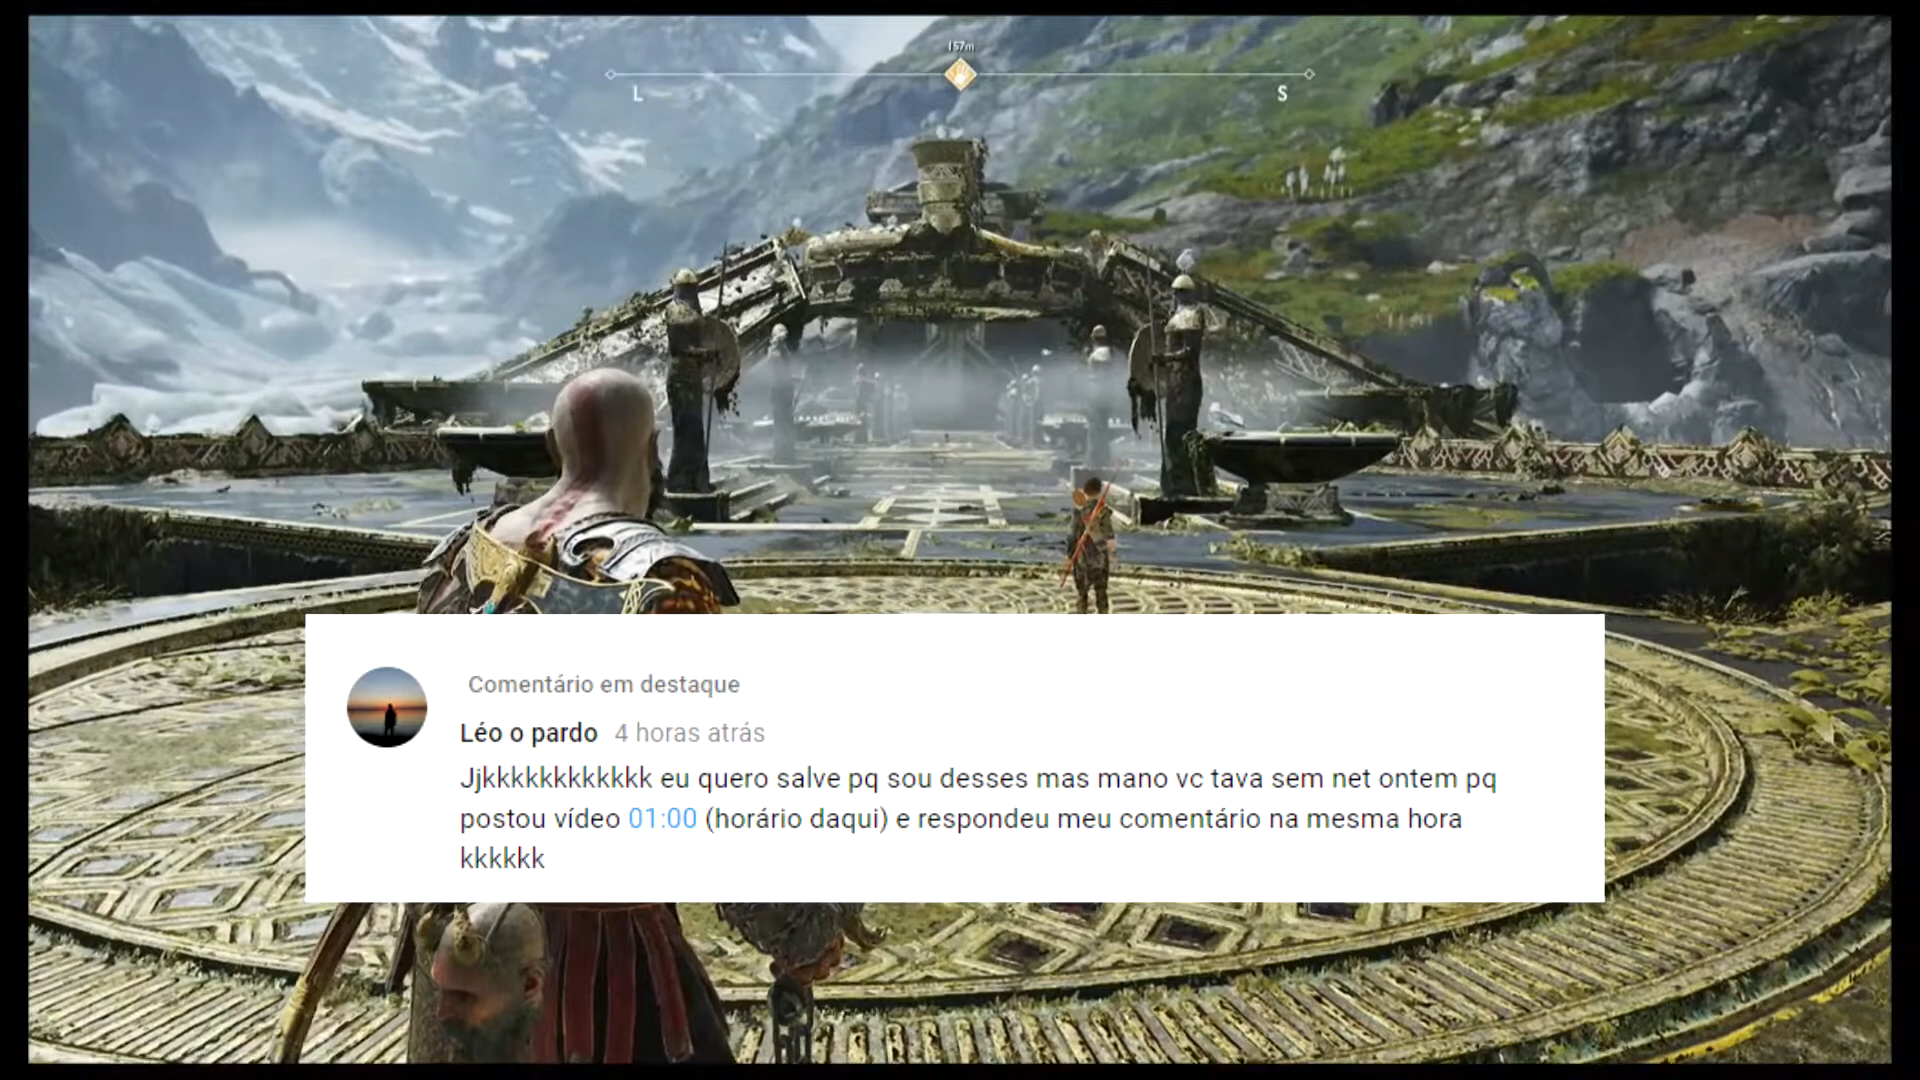 157m
L
S
Comentário em destaque
Léo o pardo 4 horas atrás
Jjkkkkkkkkkkkk eu quero salve pq sou desses mas mano vc tava sem net ontem pq
postou vídeo 01:00 (horário daqui) e respondeu meu comentário na mesma hora
kkkkkk